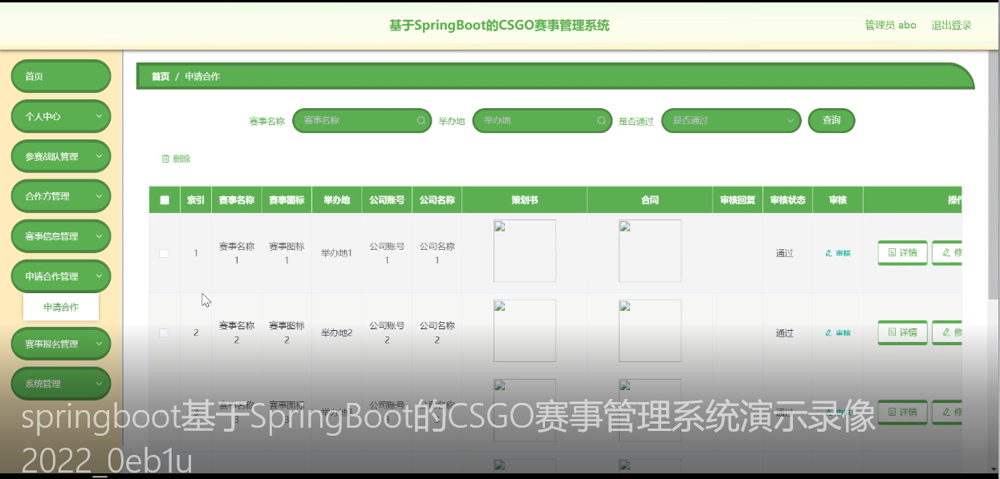 基于SpringBoot的CSGO赛事管理系统
管理员 abo 退出登录
首页
个人中心
参赛战队管理
合作方管理
赛事信息管理
申请合作管理
申请合作
赛事报名管理
系统管理
首页 / 申请合作
赛事名称 赛事名称 举办地 举办地 是否通过 是否通过 查询
删除
索引 赛事名称 赛事图标 举办地 公司账号 公司名称 策划书 合同 审核回复 审核状态 审核
1 赛事名称1 赛事图标1 举办地1 公司账号1 公司名称1 通过 审核 详情
2 赛事名称2 赛事图标2 举办地2 公司账号2 公司名称2 通过 审核 详情
3 赛事名称3 赛事图标3 举办地3 公司账号3 公司名称3 通过 审核 详情
springboot基于SpringBoot的CSGO赛事管理系统演示录像
2022_0eb1u